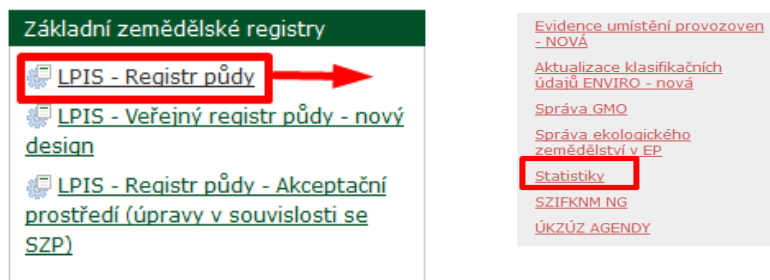 Základní zemědělské registry
LPIS - Registr půdy
LPIS - Veřejný registr půdy - nový
design
LPIS - Registr půdy - Akceptační
prostředí (úpravy v souvislosti se
SZP)
Evidence umístění provozoven
- NOVÁ
Aktualizace klasifikačních
údajů ENVIRO - nová
Správa GMO
Správa ekologického
zemědělství v EP
Statistiky
SZIFKNM NG
ÚKZÚZ AGENDY